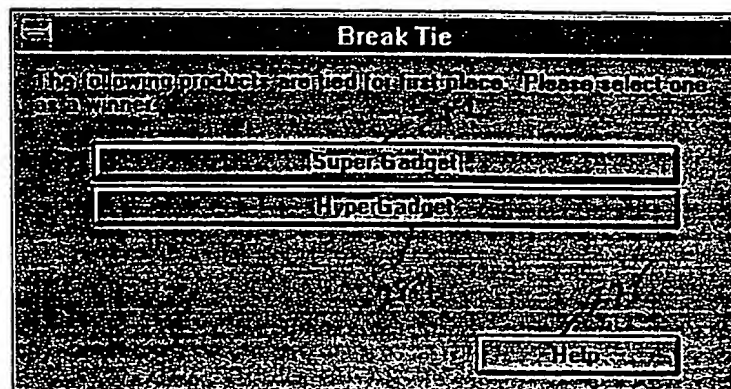 Break Tie
The following products are tied for first place. Please select one
as a winner.
Super Gadget
HyperGadget
Help